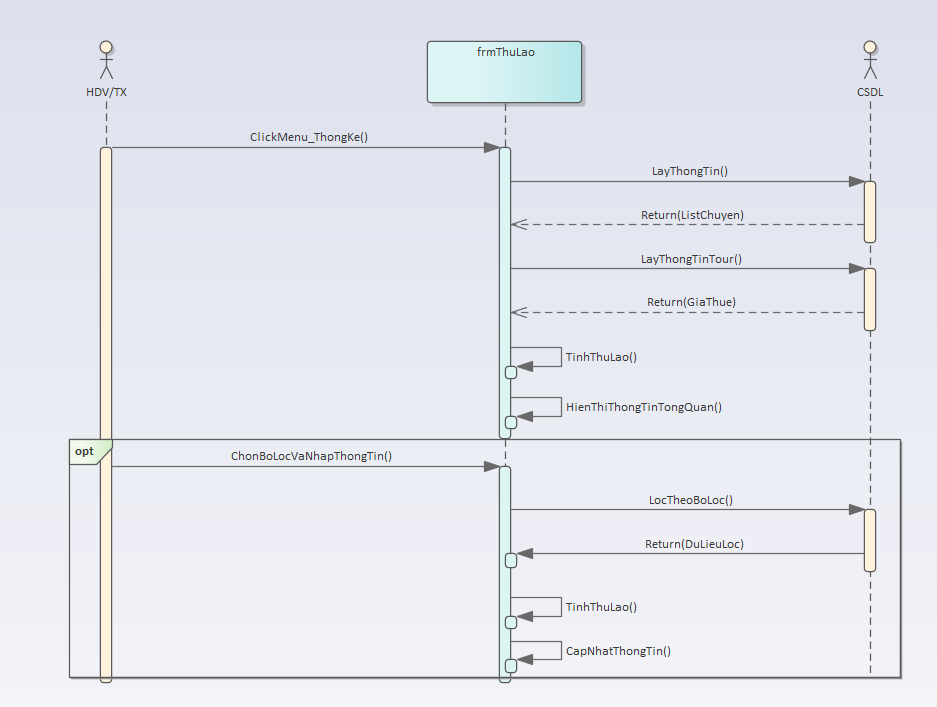 frmThuLao
HDV/TX
CSDL
ClickMenu_ThongKe()
LayThongTin()
Return(ListChuyen)
LayThongTinTour()
Return(GiaThue)
TinhThuLao()
HienThiThongTinTongQuan()
opt
ChonBoLocVaNhapThongTin()
LocTheoBoLoc()
Return(DuLieuLoc)
TinhThuLao()
CapNhatThongTin()